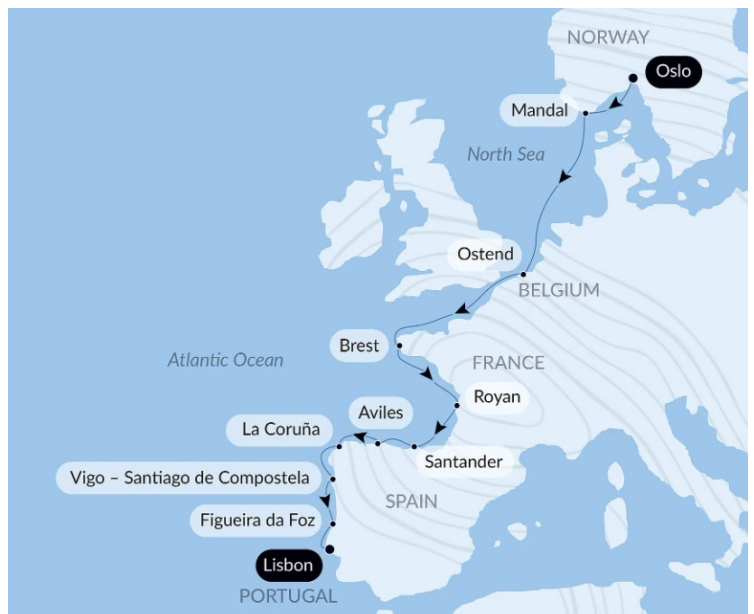 NORWAY
Oslo
Mandal
North Sea
Ostend
BELGIUM
Brest
Atlantic Ocean
FRANCE
Royan
Aviles
La Coruña
Santander
Vigo – Santiago de Compostela
SPAIN
Figueira da Foz
Lisbon
PORTUGAL